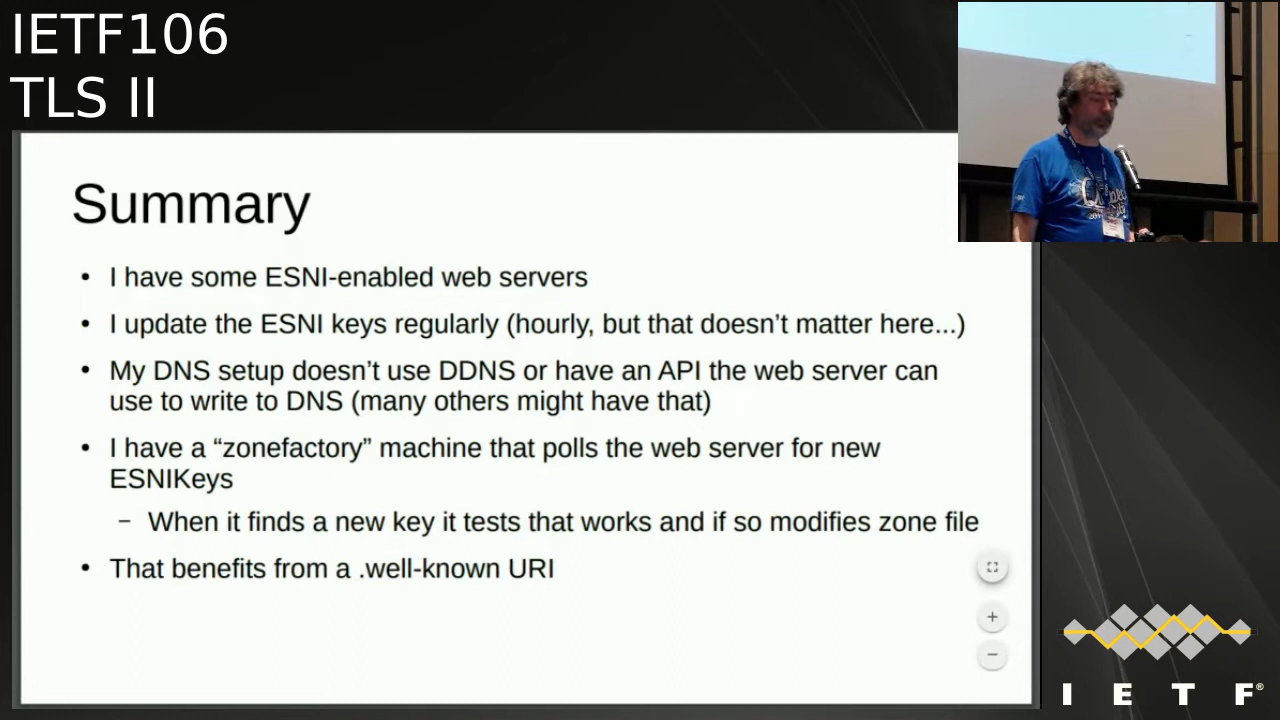 IETF106
TLS II
Summary
• I have some ESNI-enabled web servers
• I update the ESNI keys regularly (hourly, but that doesn’t matter here...)
• My DNS setup doesn’t use DDNS or have an API the web server can
use to write to DNS (many others might have that)
• I have a “zonefactory” machine that polls the web server for new
ESNIKeys
– When it finds a new key it tests that works and if so modifies zone file
• That benefits from a .well-known URI
I E T F®